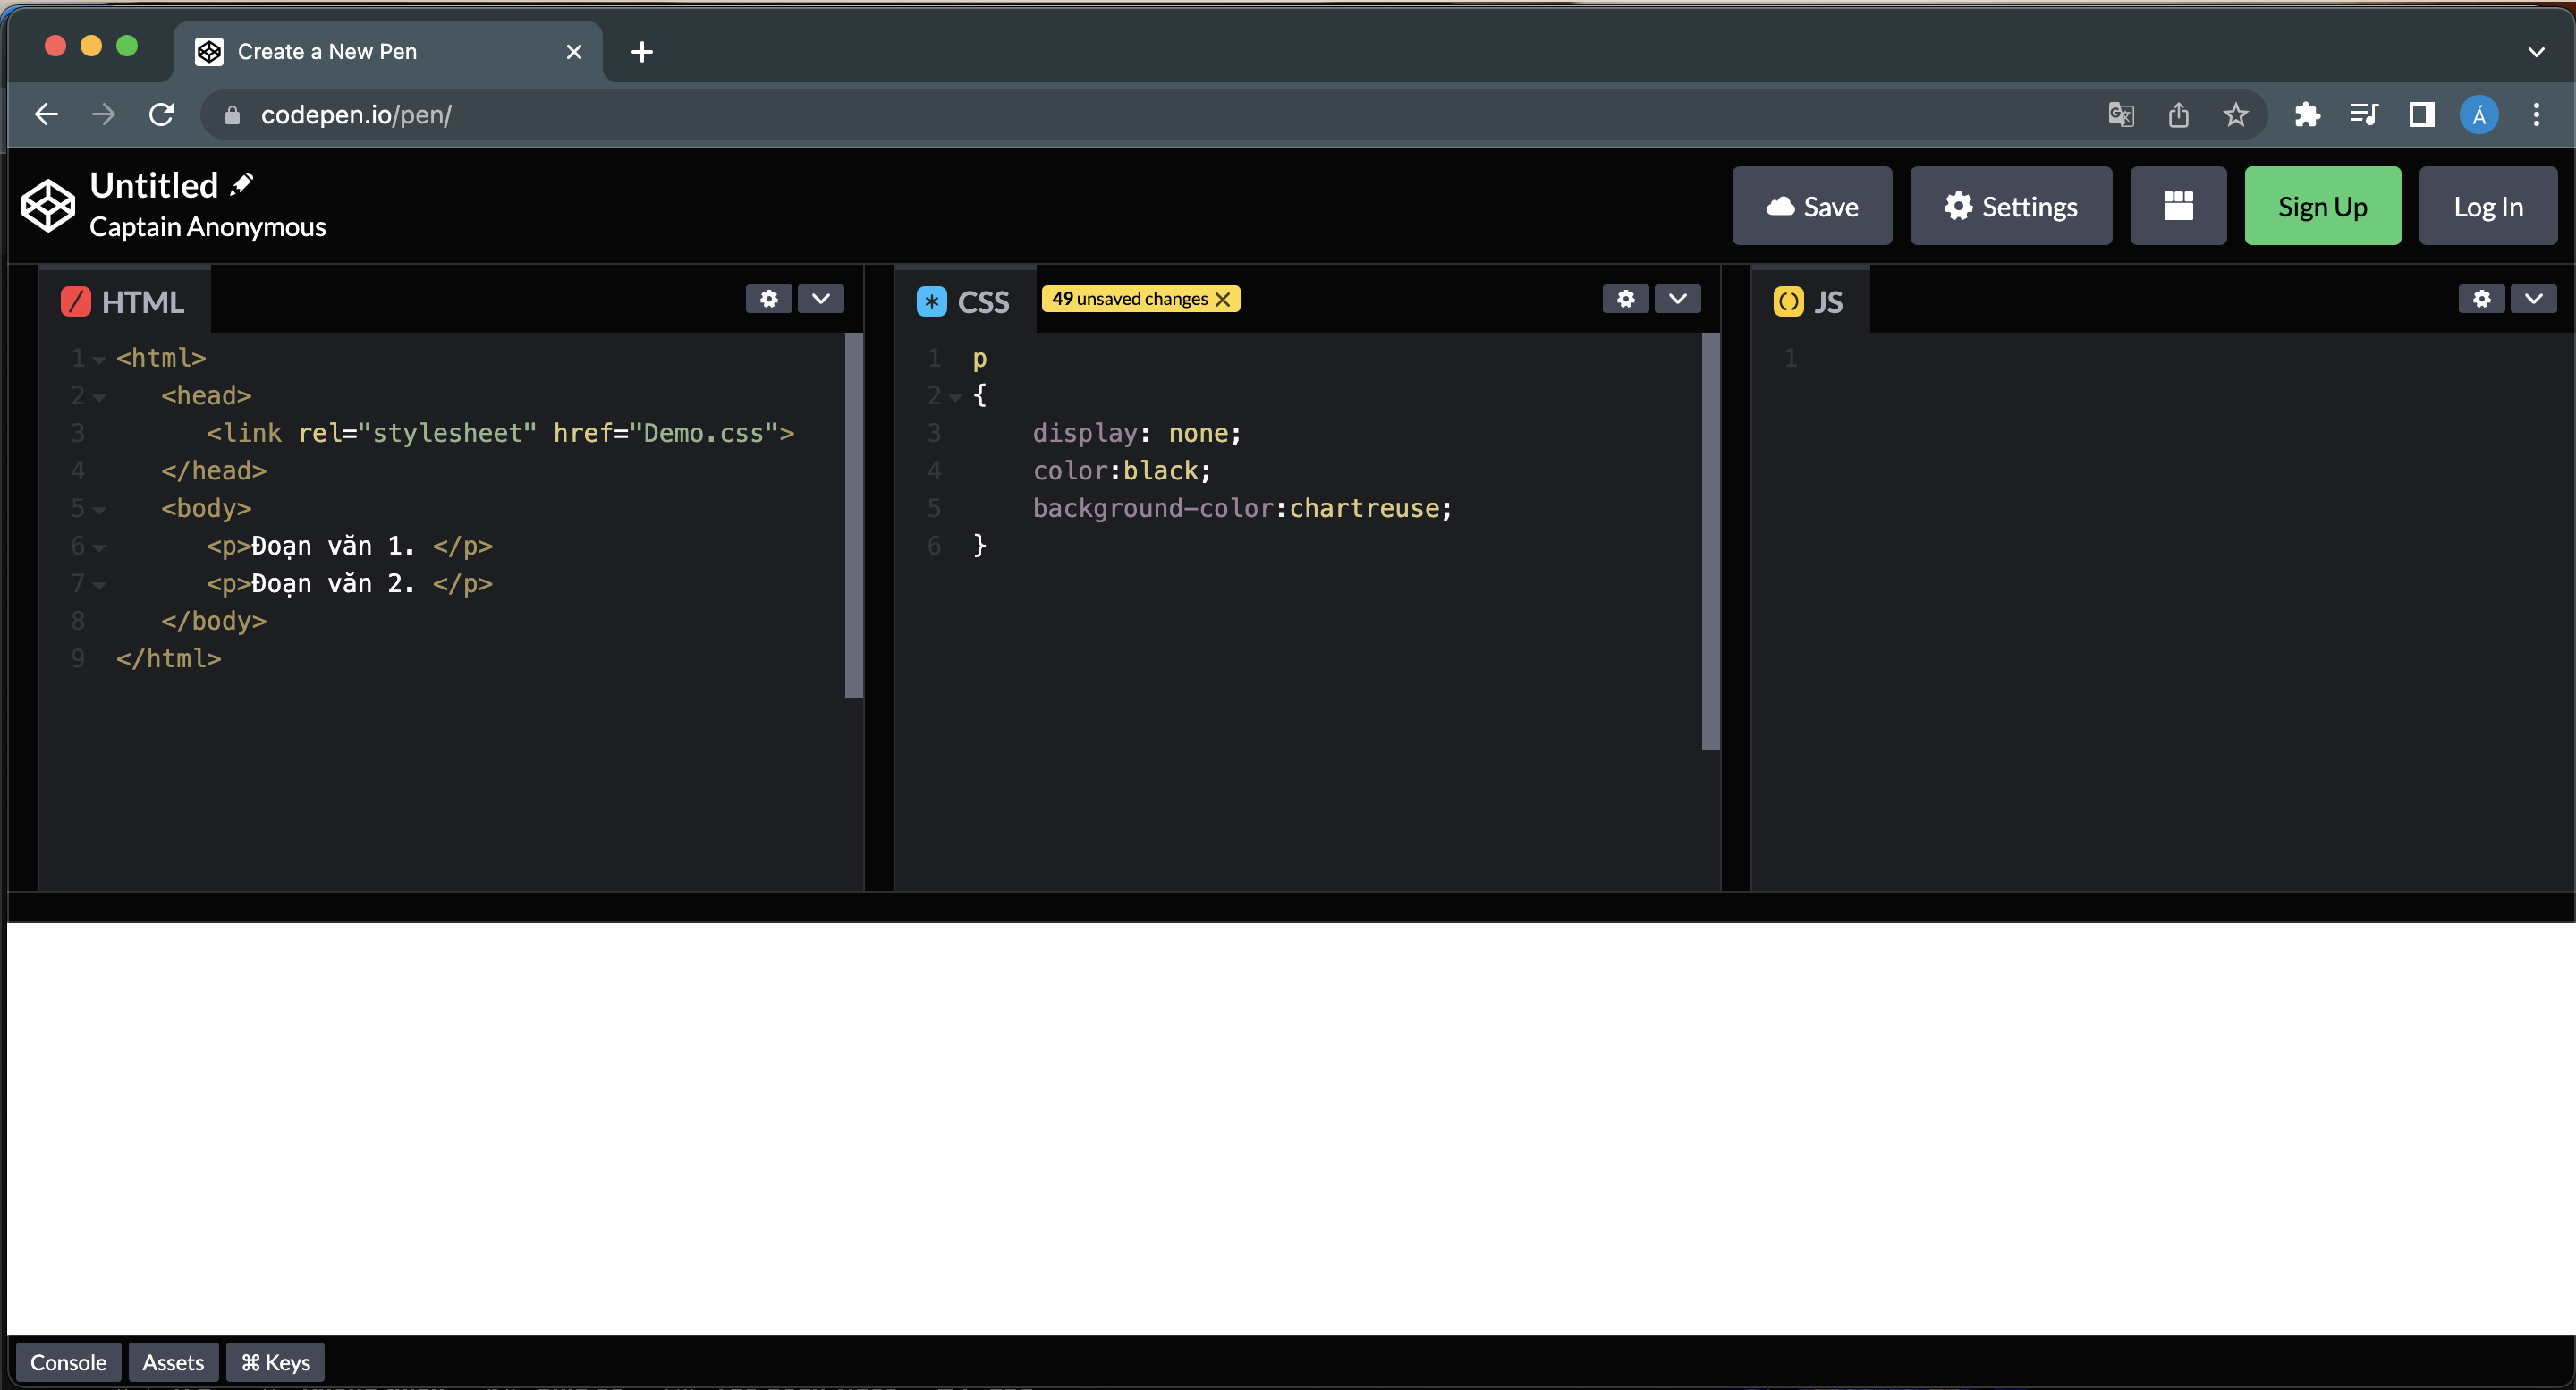 Create a New Pen
codepen.io/pen/
Á
Untitled
Captain Anonymous
Save
Settings
Sign Up
Log In
HTML
1 <html>
2 <head>
3 <link rel="stylesheet" href="Demo.css">
4 </head>
5 <body>
6 <p>Đoạn văn 1. </p>
7 <p>Đoạn văn 2. </p>
8 </body>
9 </html>
CSS
49 unsaved changes
1 p
2 {
3 display: none;
4 color:black;
5 background-color:chartreuse;
6 }
JS
1
Console
Assets
⌘ Keys